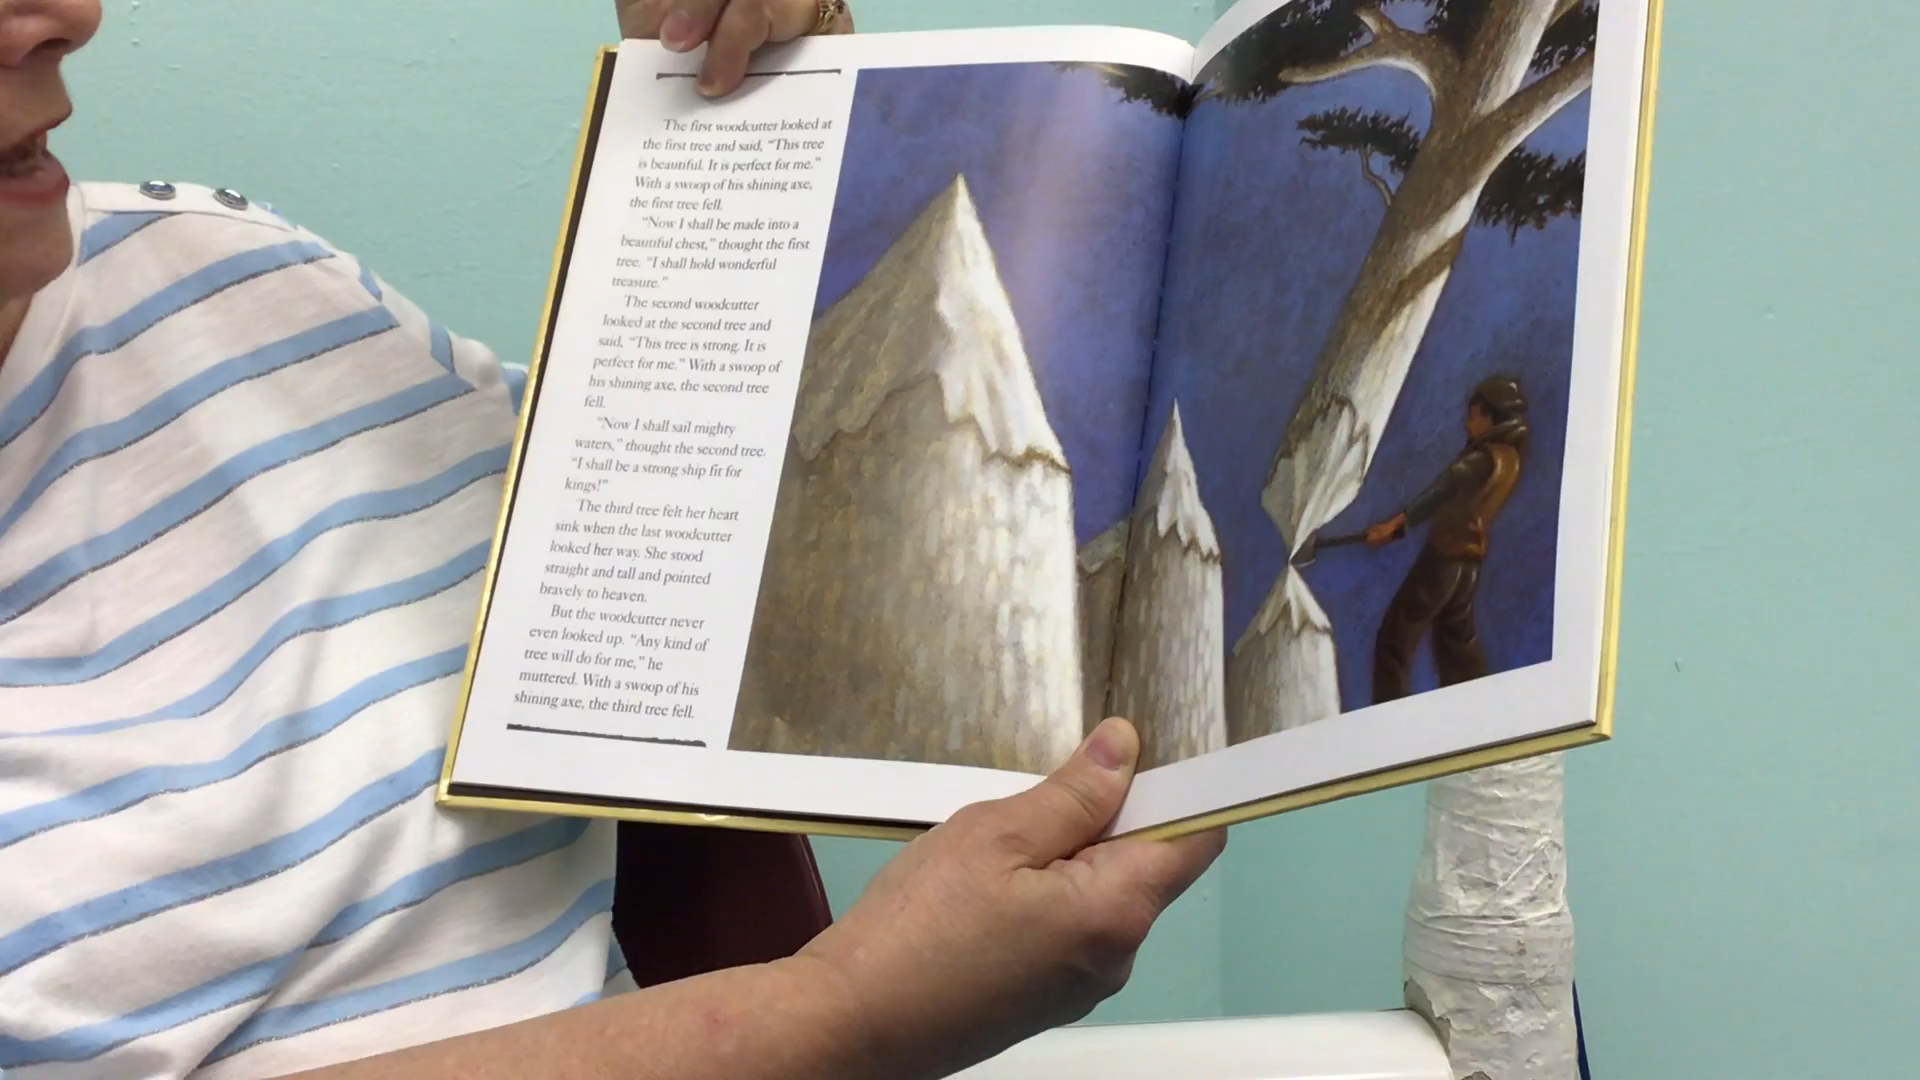 The first woodcutter looked at
the first tree and said, “This tree
is beautiful. It is perfect for me.”
With a swoop of his shining axe,
the first tree fell.
“Now I shall be made into a
beautiful chest,” thought the first
tree. “I shall hold wonderful
treasure.”
The second woodcutter
looked at the second tree and
said, “This tree is strong. It is
perfect for me.” With a swoop of
his shining axe, the second tree
fell.
“Now I shall sail mighty
waters,” thought the second tree.
“I shall be a strong ship fit for
kings!”
The third tree felt her heart
sink when the last woodcutter
looked her way. She stood
straight and tall and pointed
bravely to heaven.
But the woodcutter never
even looked up. “Any kind of
tree will do for me,” he
muttered. With a swoop of his
shining axe, the third tree fell.